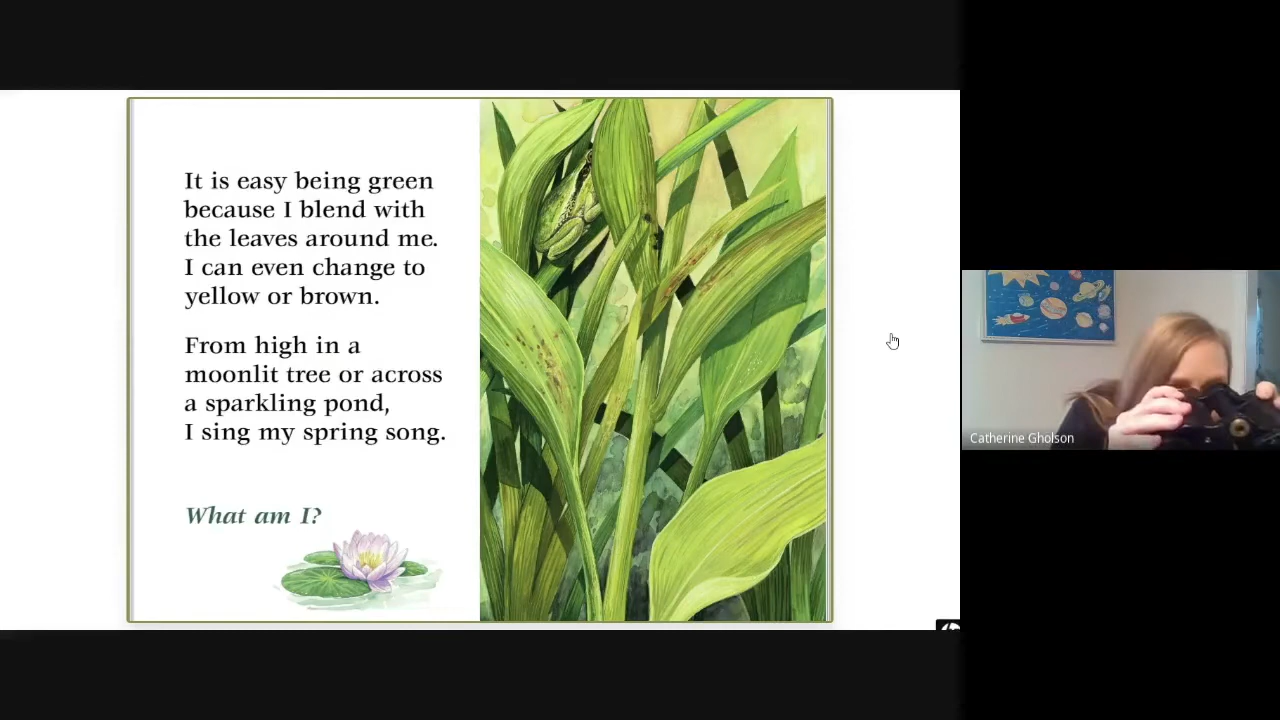 It is easy being green
because I blend with
the leaves around me.
I can even change to
yellow or brown.
From high in a
moonlit tree or across
a sparkling pond,
I sing my spring song.
What am I?
Catherine Gholson